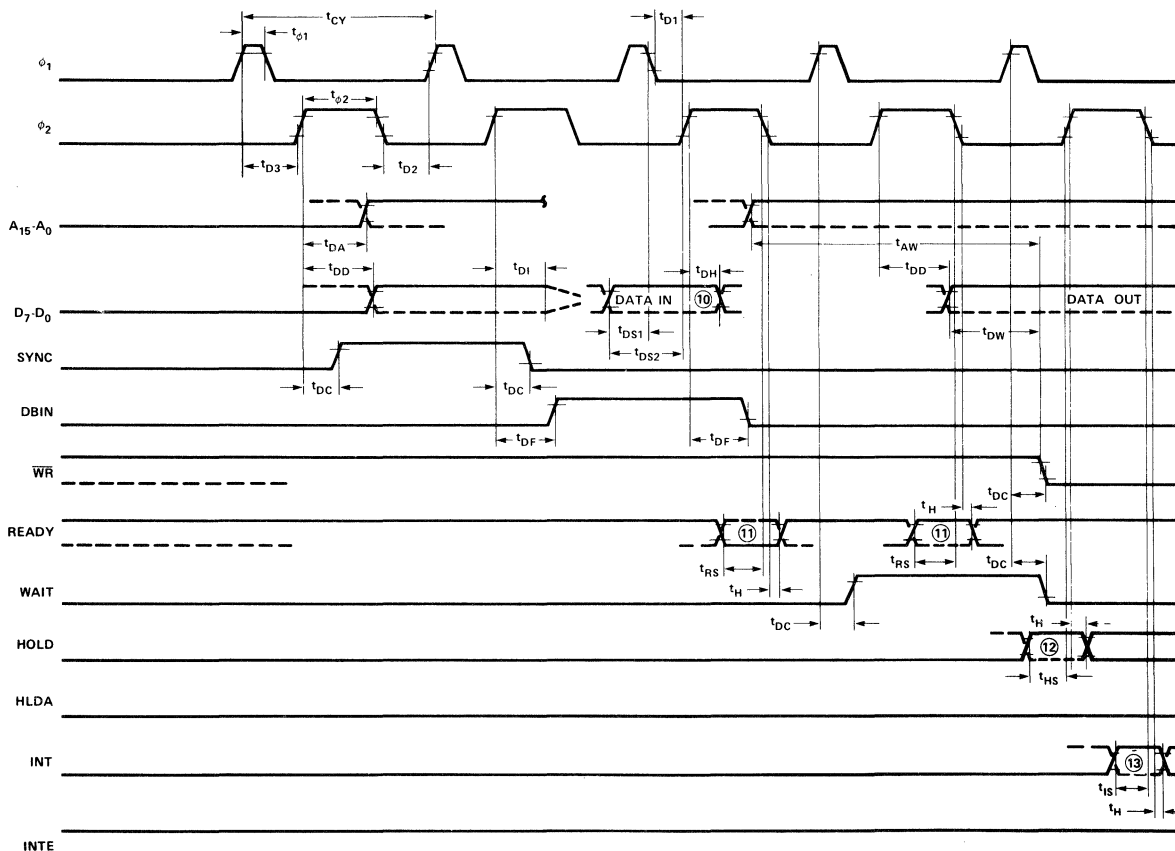 tCY
tφ1
tD1
φ1
tφ2
φ2
tD3
tD2
A15-A0
tDA
tAW
tDD
tDI
tDH
tDD
D7-D0
DATA IN
10
DATA OUT
tDS1
tDS2
tDW
SYNC
tDC
tDC
DBIN
tDF
tDF
WR
tDC
tH
READY
11
11
tRS
tRS
tDC
tH
WAIT
tDC
tH
HOLD
12
tHS
HLDA
INT
13
tIS
tH
INTE